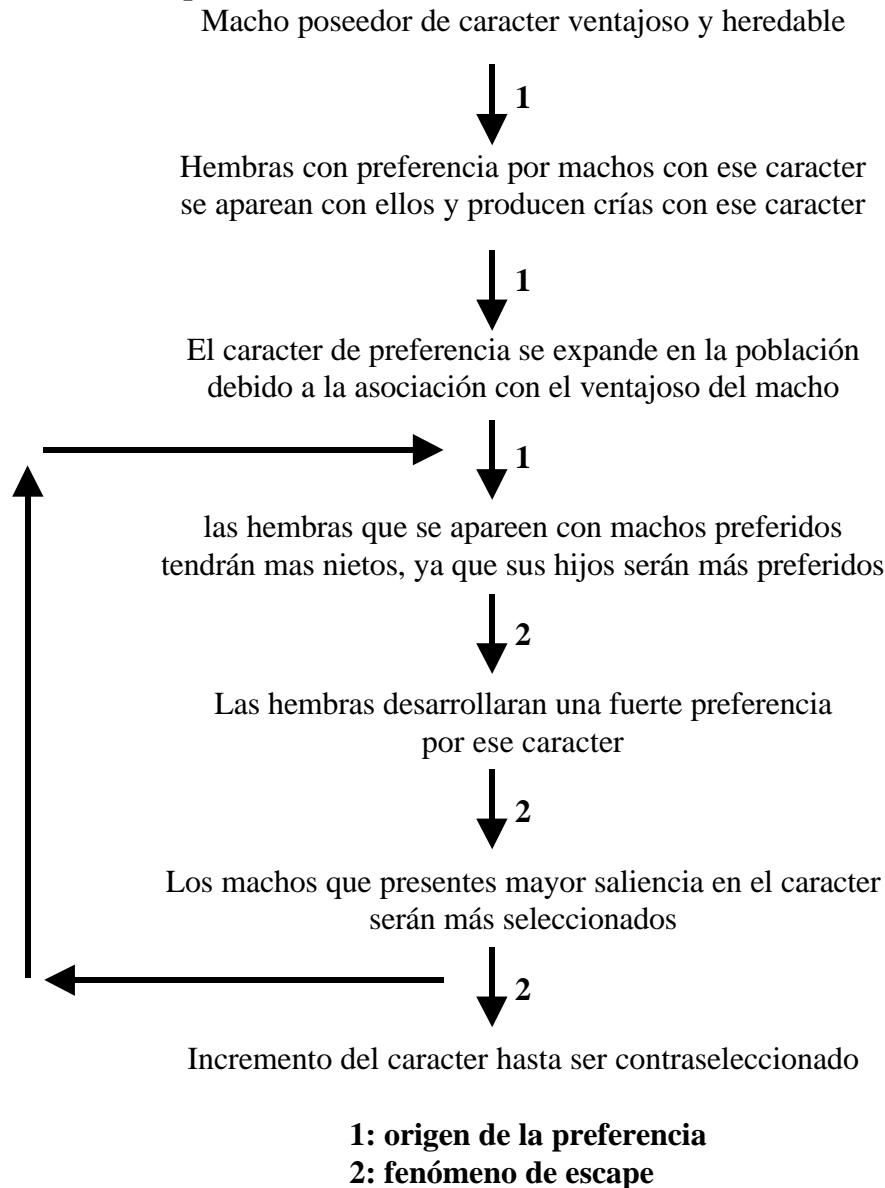 Macho poseedor de caracter ventajoso y heredable
1
Hembras con preferencia por machos con ese caracter
se aparean con ellos y producen crías con ese caracter
1
El caracter de preferencia se expande en la población
debido a la asociación con el ventajoso del macho
1
las hembras que se apareen con machos preferidos
tendrán mas nietos, ya que sus hijos serán más preferidos
2
Las hembras desarrollaran una fuerte preferencia
por ese caracter
2
Los machos que presentes mayor saliencia en el caracter
serán más seleccionados
2
Incremento del caracter hasta ser contraseleccionado
1: origen de la preferencia
2: fenómeno de escape